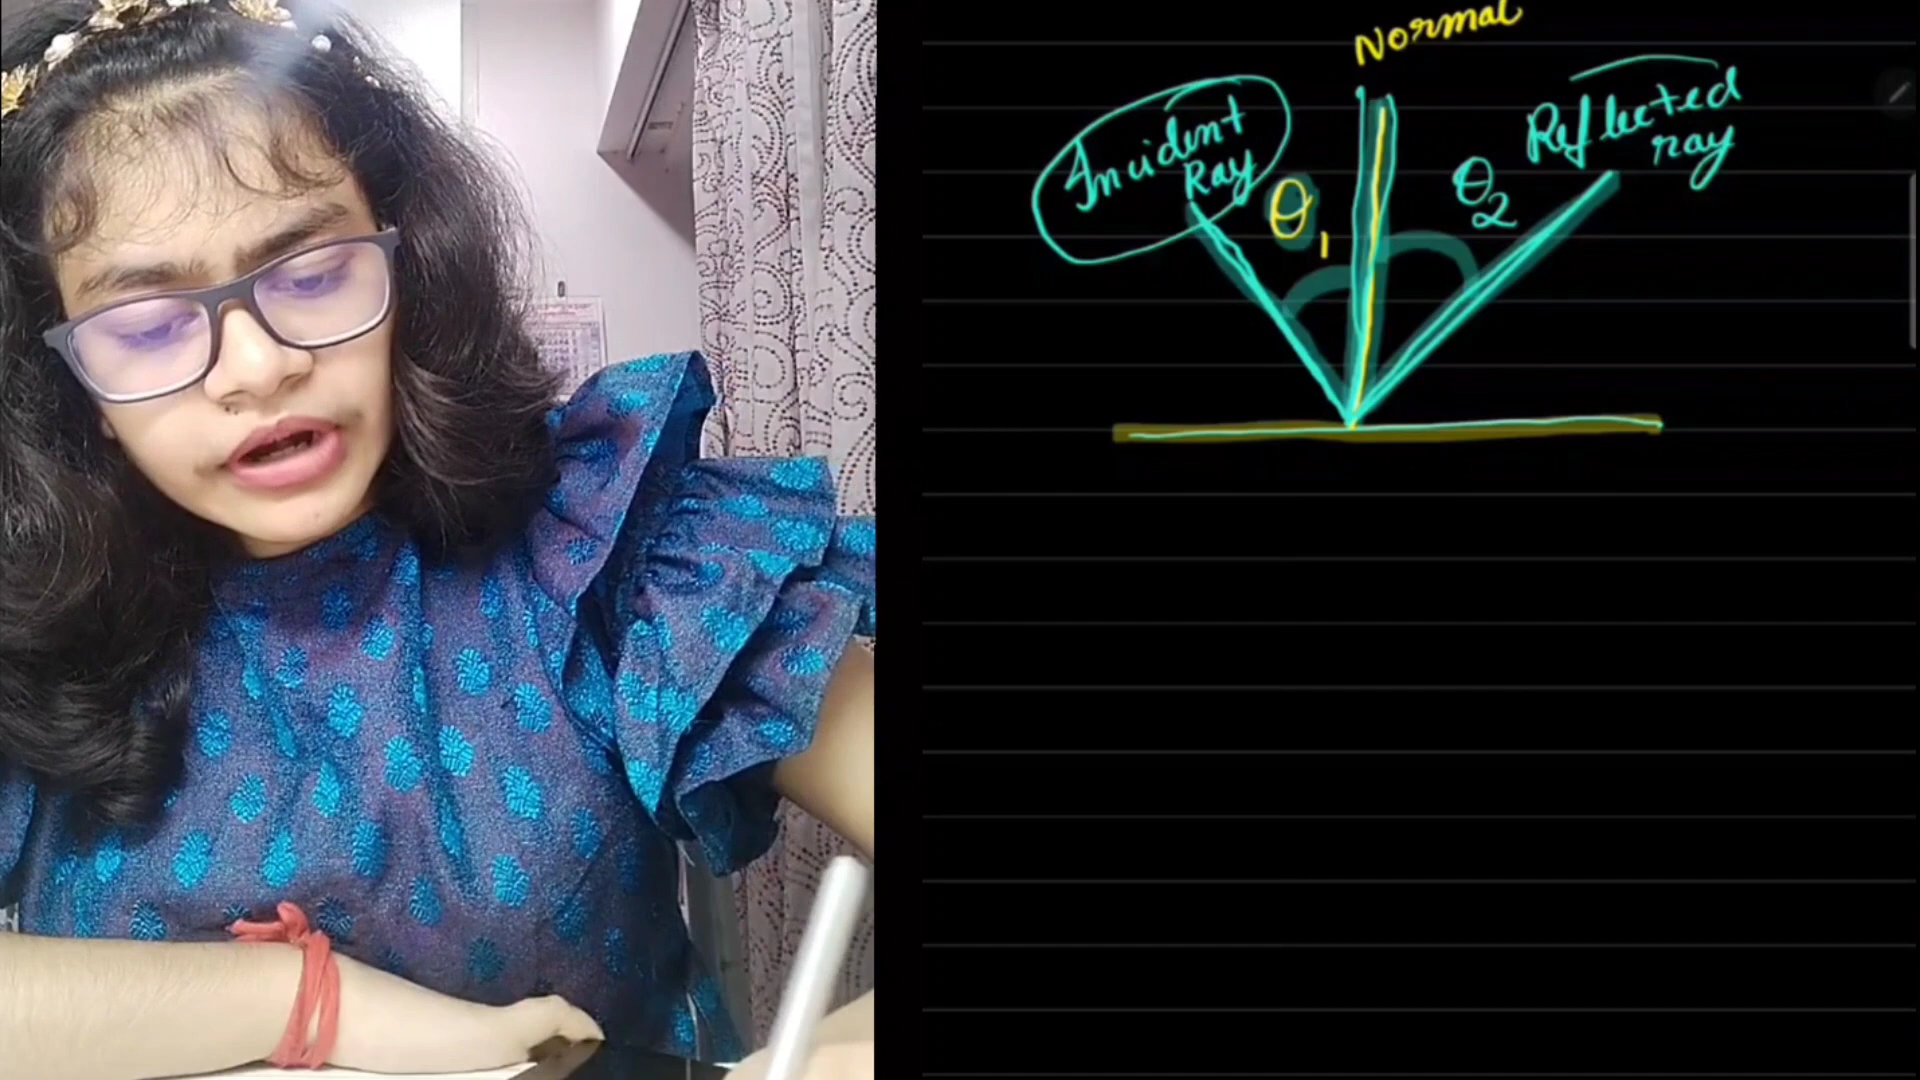 Normal
Incident
Ray
θ1
θ2
Reflected
ray